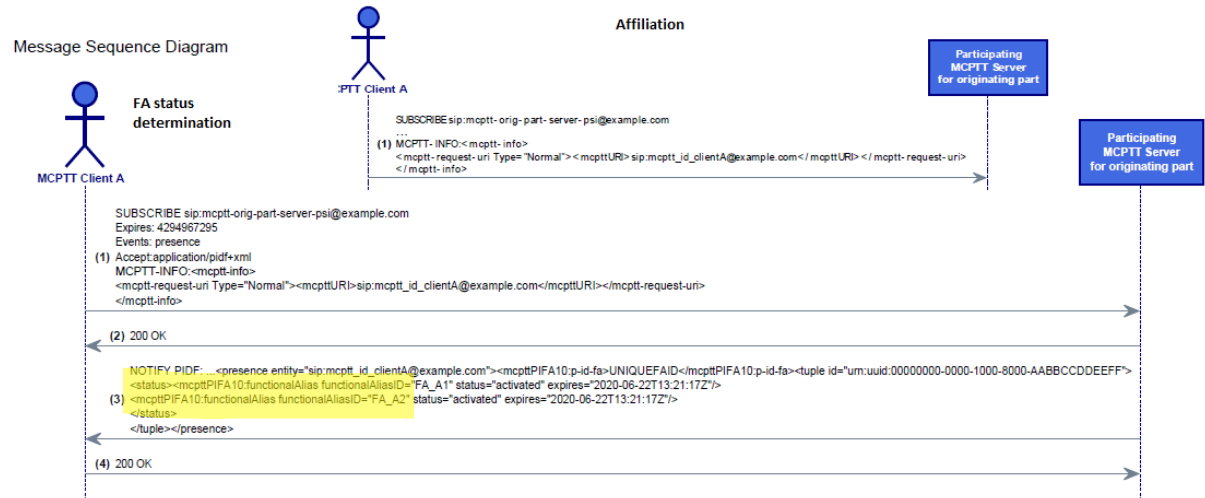 Affiliation
Message Sequence Diagram
Participating
MCPTT Server
for originating part
:PTT Client A
FA status
determination
SUBSCRIBE sip:mcptt- orig- part- server- psi@example.com
...
(1) MCPTT- INFO:< mcptt- info>
< mcptt- request- uri Type= "Normal">< mcpttURI> sip:mcptt_id_clientA@example.com</ mcpttURI></ mcptt- request- uri>
</ mcptt- info>
Participating
MCPTT Server
for originating part
MCPTT Client A
SUBSCRIBE sip:mcptt-orig-part-server-psi@example.com
Expires: 4294967295
Events: presence
(1) Accept:application/pidf+xml
MCPTT-INFO:<mcptt-info>
<mcptt-request-uri Type="Normal"><mcpttURI>sip:mcptt_id_clientA@example.com</mcpttURI></mcptt-request-uri>
</mcptt-info>
(2) 200 OK
NOTIFY PIDF: ...<presence entity="sip:mcptt_id_clientA@example.com"><mcpttPIFA10:p-id-fa>UNIQUEFAID</mcpttPIFA10:p-id-fa><tuple id="urn:uuid:00000000-0000-1000-8000-AABBCCDDEEFF">
<status><mcpttPIFA10:functionalAlias functionalAliasID="FA_A1" status="activated" expires="2020-06-22T13:21:17Z"/>
(3) <mcpttPIFA10:functionalAlias functionalAliasID="FA_A2" status="activated" expires="2020-06-22T13:21:17Z"/>
</status>
</tuple></presence>
(4) 200 OK